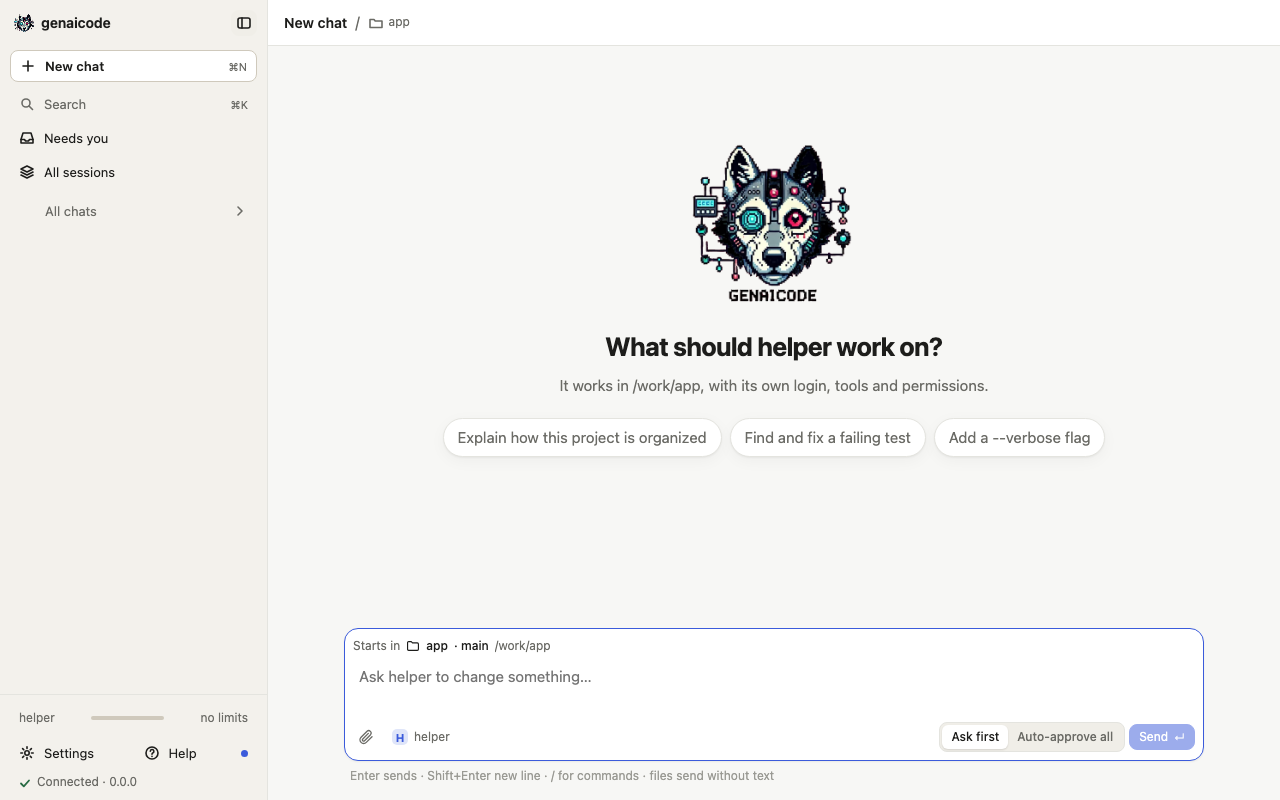 genaicode
New chat ⌘N
Search ⌘K
Needs you
All sessions
All chats
helper no limits
Settings Help
Connected · 0.0.0
New chat / app
GENAICODE
What should helper work on?
It works in /work/app, with its own login, tools and permissions.
Explain how this project is organized Find and fix a failing test Add a --verbose flag
Starts in app · main /work/app
Ask helper to change something...
H helper Ask first Auto-approve all Send ↵
Enter sends · Shift+Enter new line · / for commands · files send without text